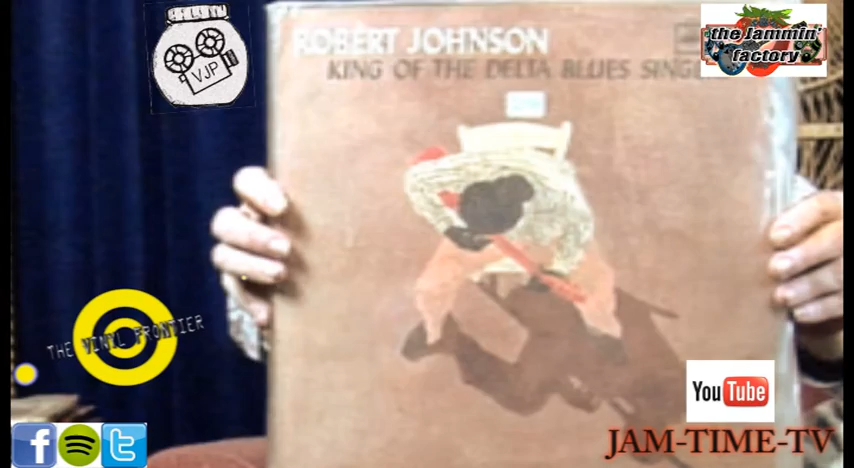 VJP
ROBERT JOHNSON
KING OF THE DELTA BLUES
the Jammin'
factory
THE VINYL FRONTIER
You Tube
JAM-TIME-TV